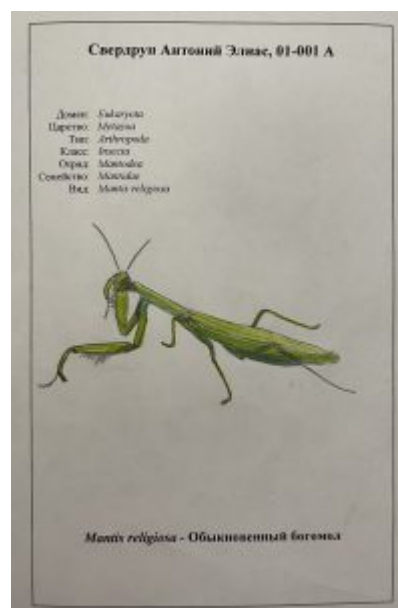 Свердруп Антоний Элиас, 01-001 А
Домен: Eukaryota
Царство: Metazoa
Тип: Arthropoda
Класс: Insecta
Отряд: Mantodea
Семейство: Mantidae
Вид: Mantis religiosa
Mantis religiosa - Обыкновенный богомол